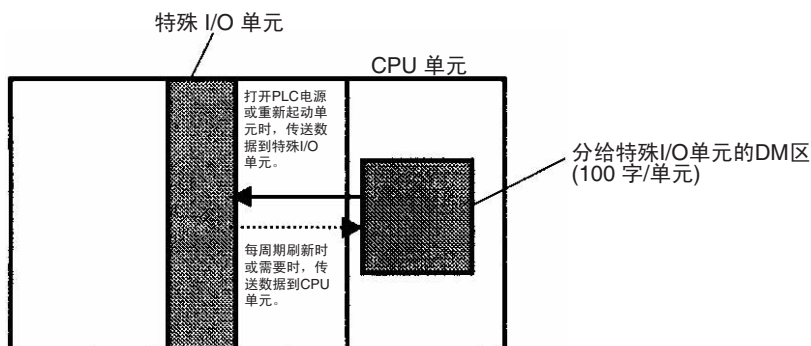 特殊 I/O 单元
CPU 单元
打开PLC电源
或重新起动单
元时，传送数
据到特殊I/O
单元。
分给特殊I/O单元的DM区
(100 字/单元)
每周期刷新时
或需要时，传
送数据到CPU
单元。